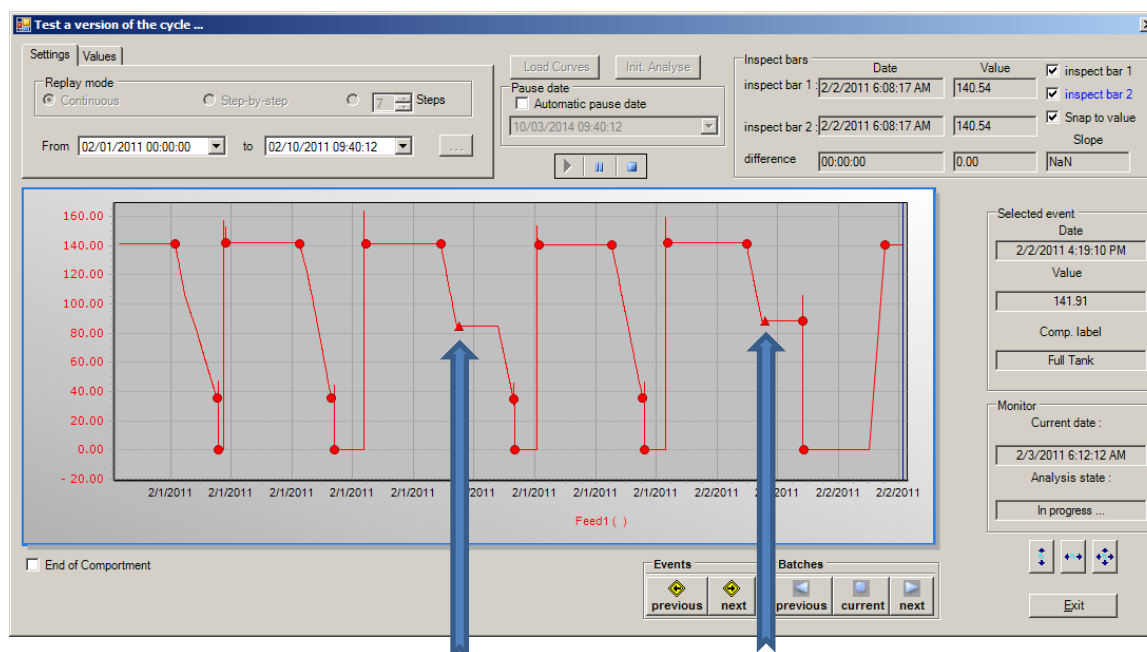 Test a version of the cycle ...
Settings Values
Replay mode
Continuous Step-by-step 7 Steps
From 02/01/2011 00:00:00 to 02/10/2011 09:40:12 ...
Load Curves Init. Analyse
Pause date
Automatic pause date
10/03/2014 09:40:12
Inspect bars Date Value
inspect bar 1 : 2/2/2011 6:08:17 AM 140.54 inspect bar 1
inspect bar 2
inspect bar 2 : 2/2/2011 6:08:17 AM 140.54 Snap to value
Slope
difference 00:00:00 0.00 NaN
160.00
140.00
120.00
100.00
80.00
60.00
40.00
20.00
0.00
- 20.00
2/1/2011 2/1/2011 2/1/2011 2/1/2011 2/1/2011 2011 2/1/2011 2/1/2011 2/1/2011 2/2/2011 2/2/2011 2/2/2011
Feed1 ( )
Selected event
Date
2/2/2011 4:19:10 PM
Value
141.91
Comp. label
Full Tank
Monitor
Current date :
2/3/2011 6:12:12 AM
Analysis state :
In progress ...
End of Comportment
Events Batches
previous next previous current next
Exit